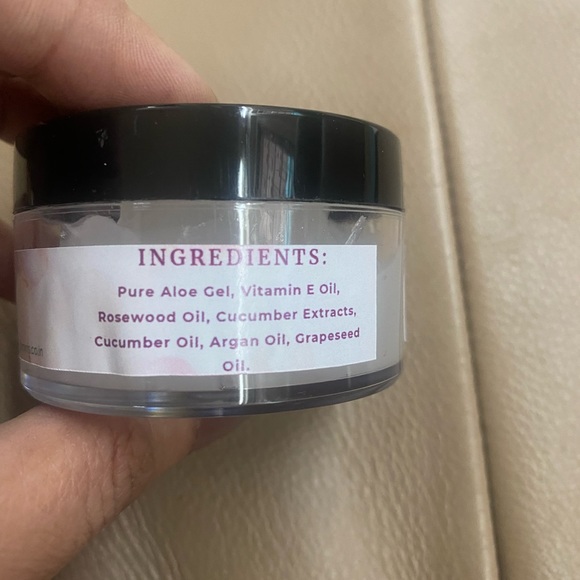 INGREDIENTS:
Pure Aloe Gel, Vitamin E Oil,
Rosewood Oil, Cucumber Extracts,
Cucumber Oil, Argan Oil, Grapeseed
Oil.